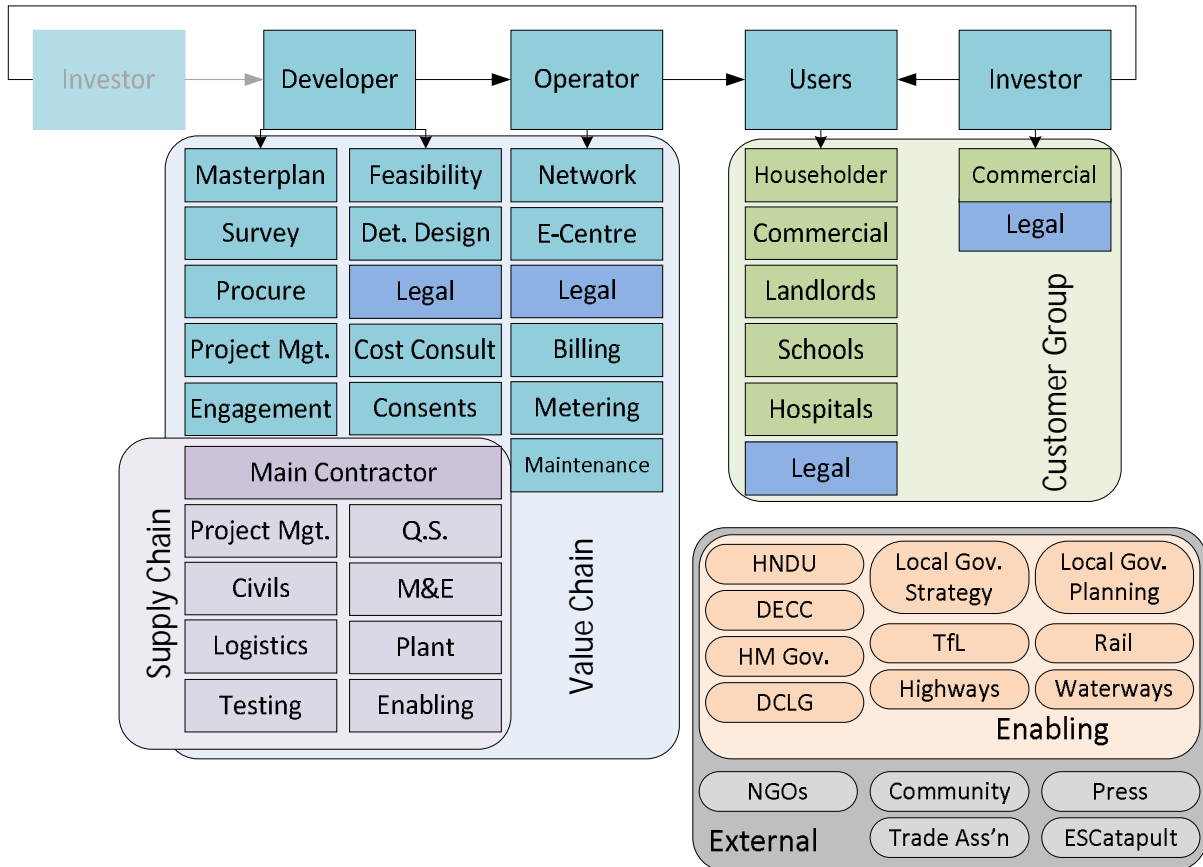 Investor
Developer
Operator
Users
Investor
Masterplan
Survey
Procure
Project Mgt.
Engagement
Feasibility
Det. Design
Legal
Cost Consult
Consents
Network
E-Centre
Legal
Billing
Metering
Maintenance
Value Chain
Main Contractor
Project Mgt.
Civils
Logistics
Testing
Q.S.
M&E
Plant
Enabling
Supply Chain
Householder
Commercial
Landlords
Schools
Hospitals
Legal
Commercial
Legal
Customer Group
HNDU
DECC
HM Gov.
DCLG
Local Gov.
Strategy
TfL
Highways
Local Gov.
Planning
Rail
Waterways
Enabling
NGOs
Community
Press
External
Trade Ass'n
ESCatapult